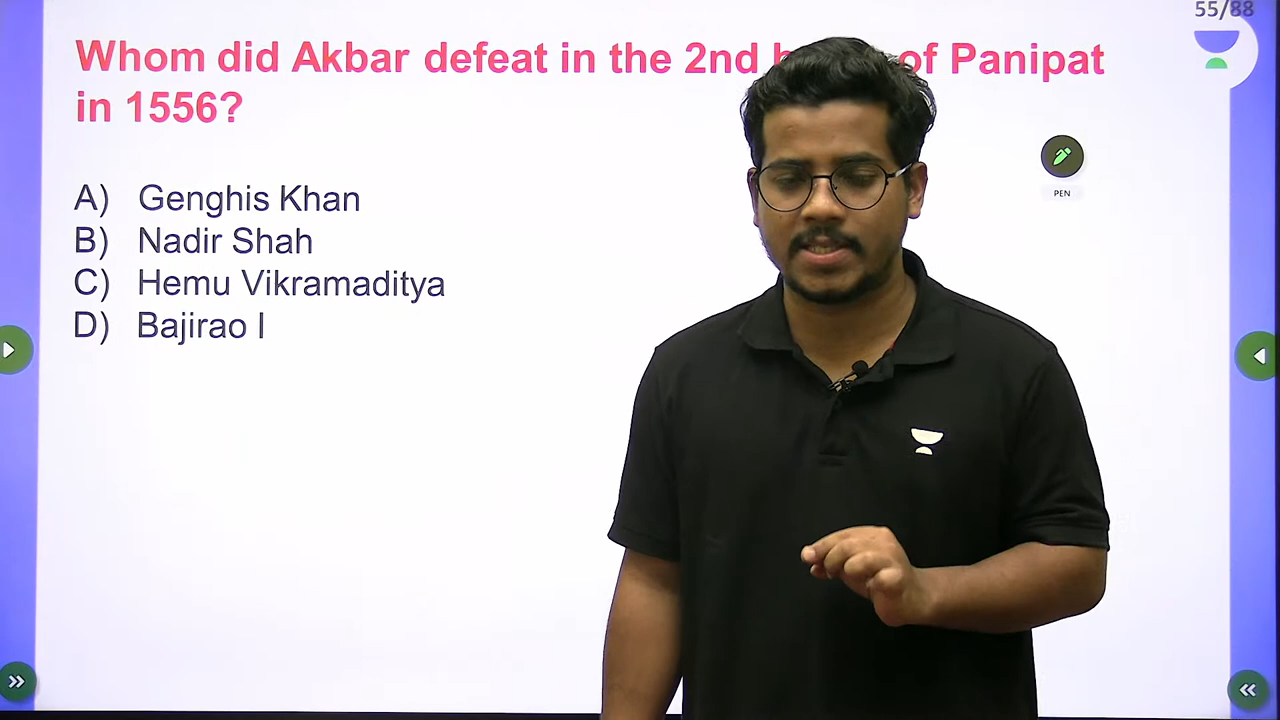 55/88
Whom did Akbar defeat in the 2nd of Panipat
in 1556?
PEN
A) Genghis Khan
B) Nadir Shah
C) Hemu Vikramaditya
D) Bajirao I